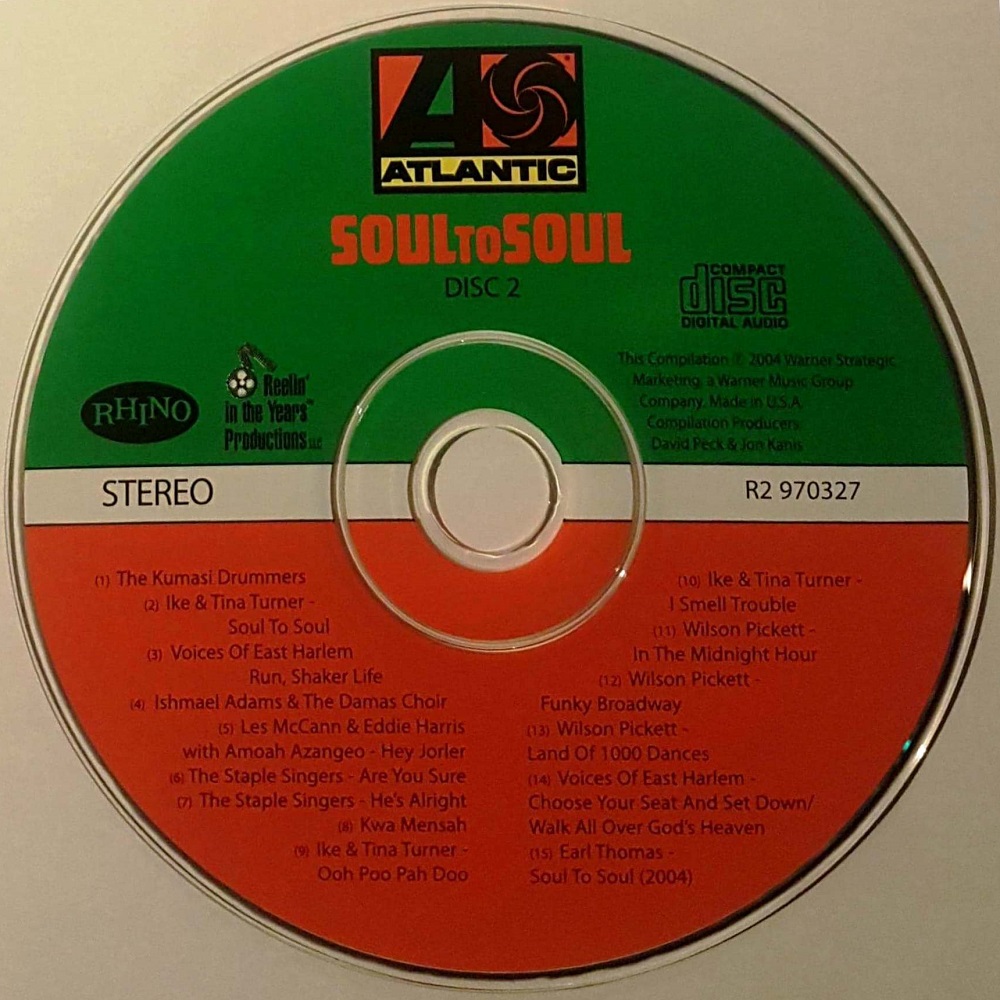 ATLANTIC
SOUL TO SOUL
DISC 2
COMPACT
disc
DIGITAL AUDIO
RHINO
Reelin'
in the Years™
Productions LLC
This Compilation ℗ 2004 Warner Strategic
Marketing, a Warner Music Group
Company. Made in U.S.A.
Compilation Producers:
David Peck & Jon Kanis
STEREO
R2 970327
(1) The Kumasi Drummers
(2) Ike & Tina Turner -
Soul To Soul
(3) Voices Of East Harlem
Run, Shaker Life
(4) Ishmael Adams & The Damas Choir
(5) Les McCann & Eddie Harris
with Amoah Azangeo - Hey Jorler
(6) The Staple Singers - Are You Sure
(7) The Staple Singers - He's Alright
(8) Kwa Mensah
(9) Ike & Tina Turner -
Ooh Poo Pah Doo
(10) Ike & Tina Turner -
I Smell Trouble
(11) Wilson Pickett -
In The Midnight Hour
(12) Wilson Pickett -
Funky Broadway
(13) Wilson Pickett -
Land Of 1000 Dances
(14) Voices Of East Harlem -
Choose Your Seat And Set Down/
Walk All Over God's Heaven
(15) Earl Thomas -
Soul To Soul (2004)